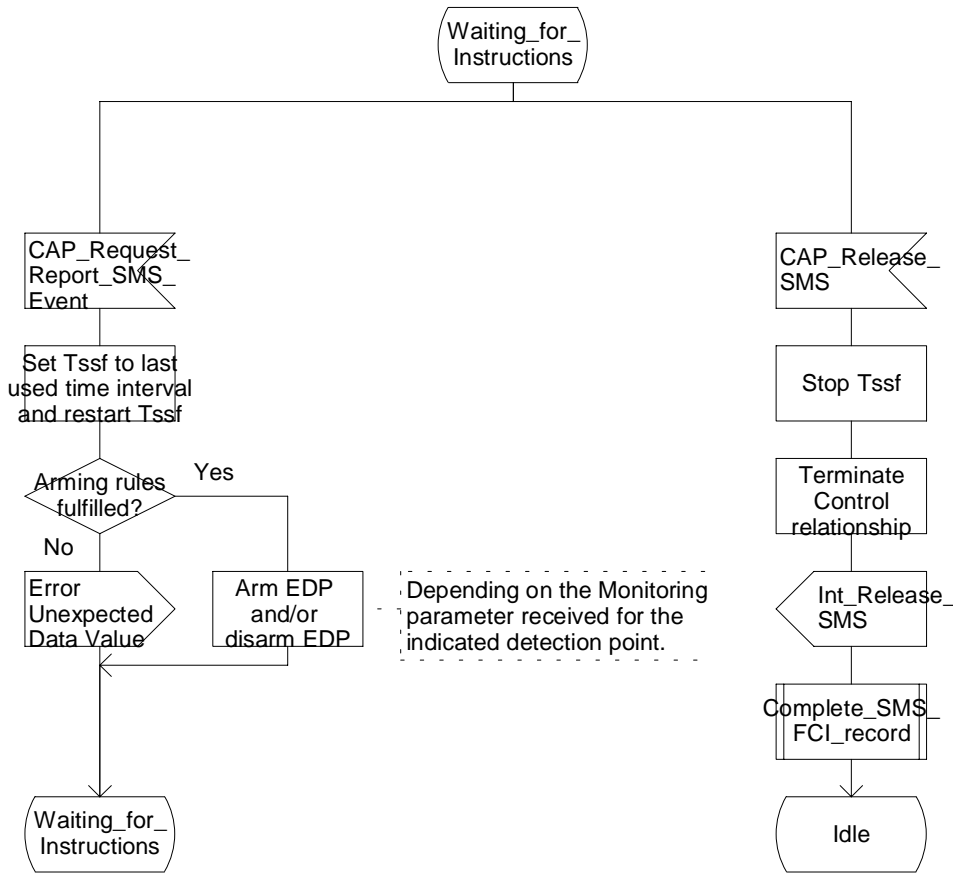 Waiting_for_
Instructions
CAP_Request_
Report_SMS_
Event
Set Tssf to last
used time interval
and restart Tssf
Arming rules
fulfilled?
Yes
No
Error
Unexpected
Data Value
Arm EDP
and/or
disarm EDP
Depending on the Monitoring
parameter received for the
indicated detection point.
Waiting_for_
Instructions
CAP_Release_
SMS
Stop Tssf
Terminate
Control
relationship
Int_Release_
SMS
Complete_SMS_
FCI_record
Idle